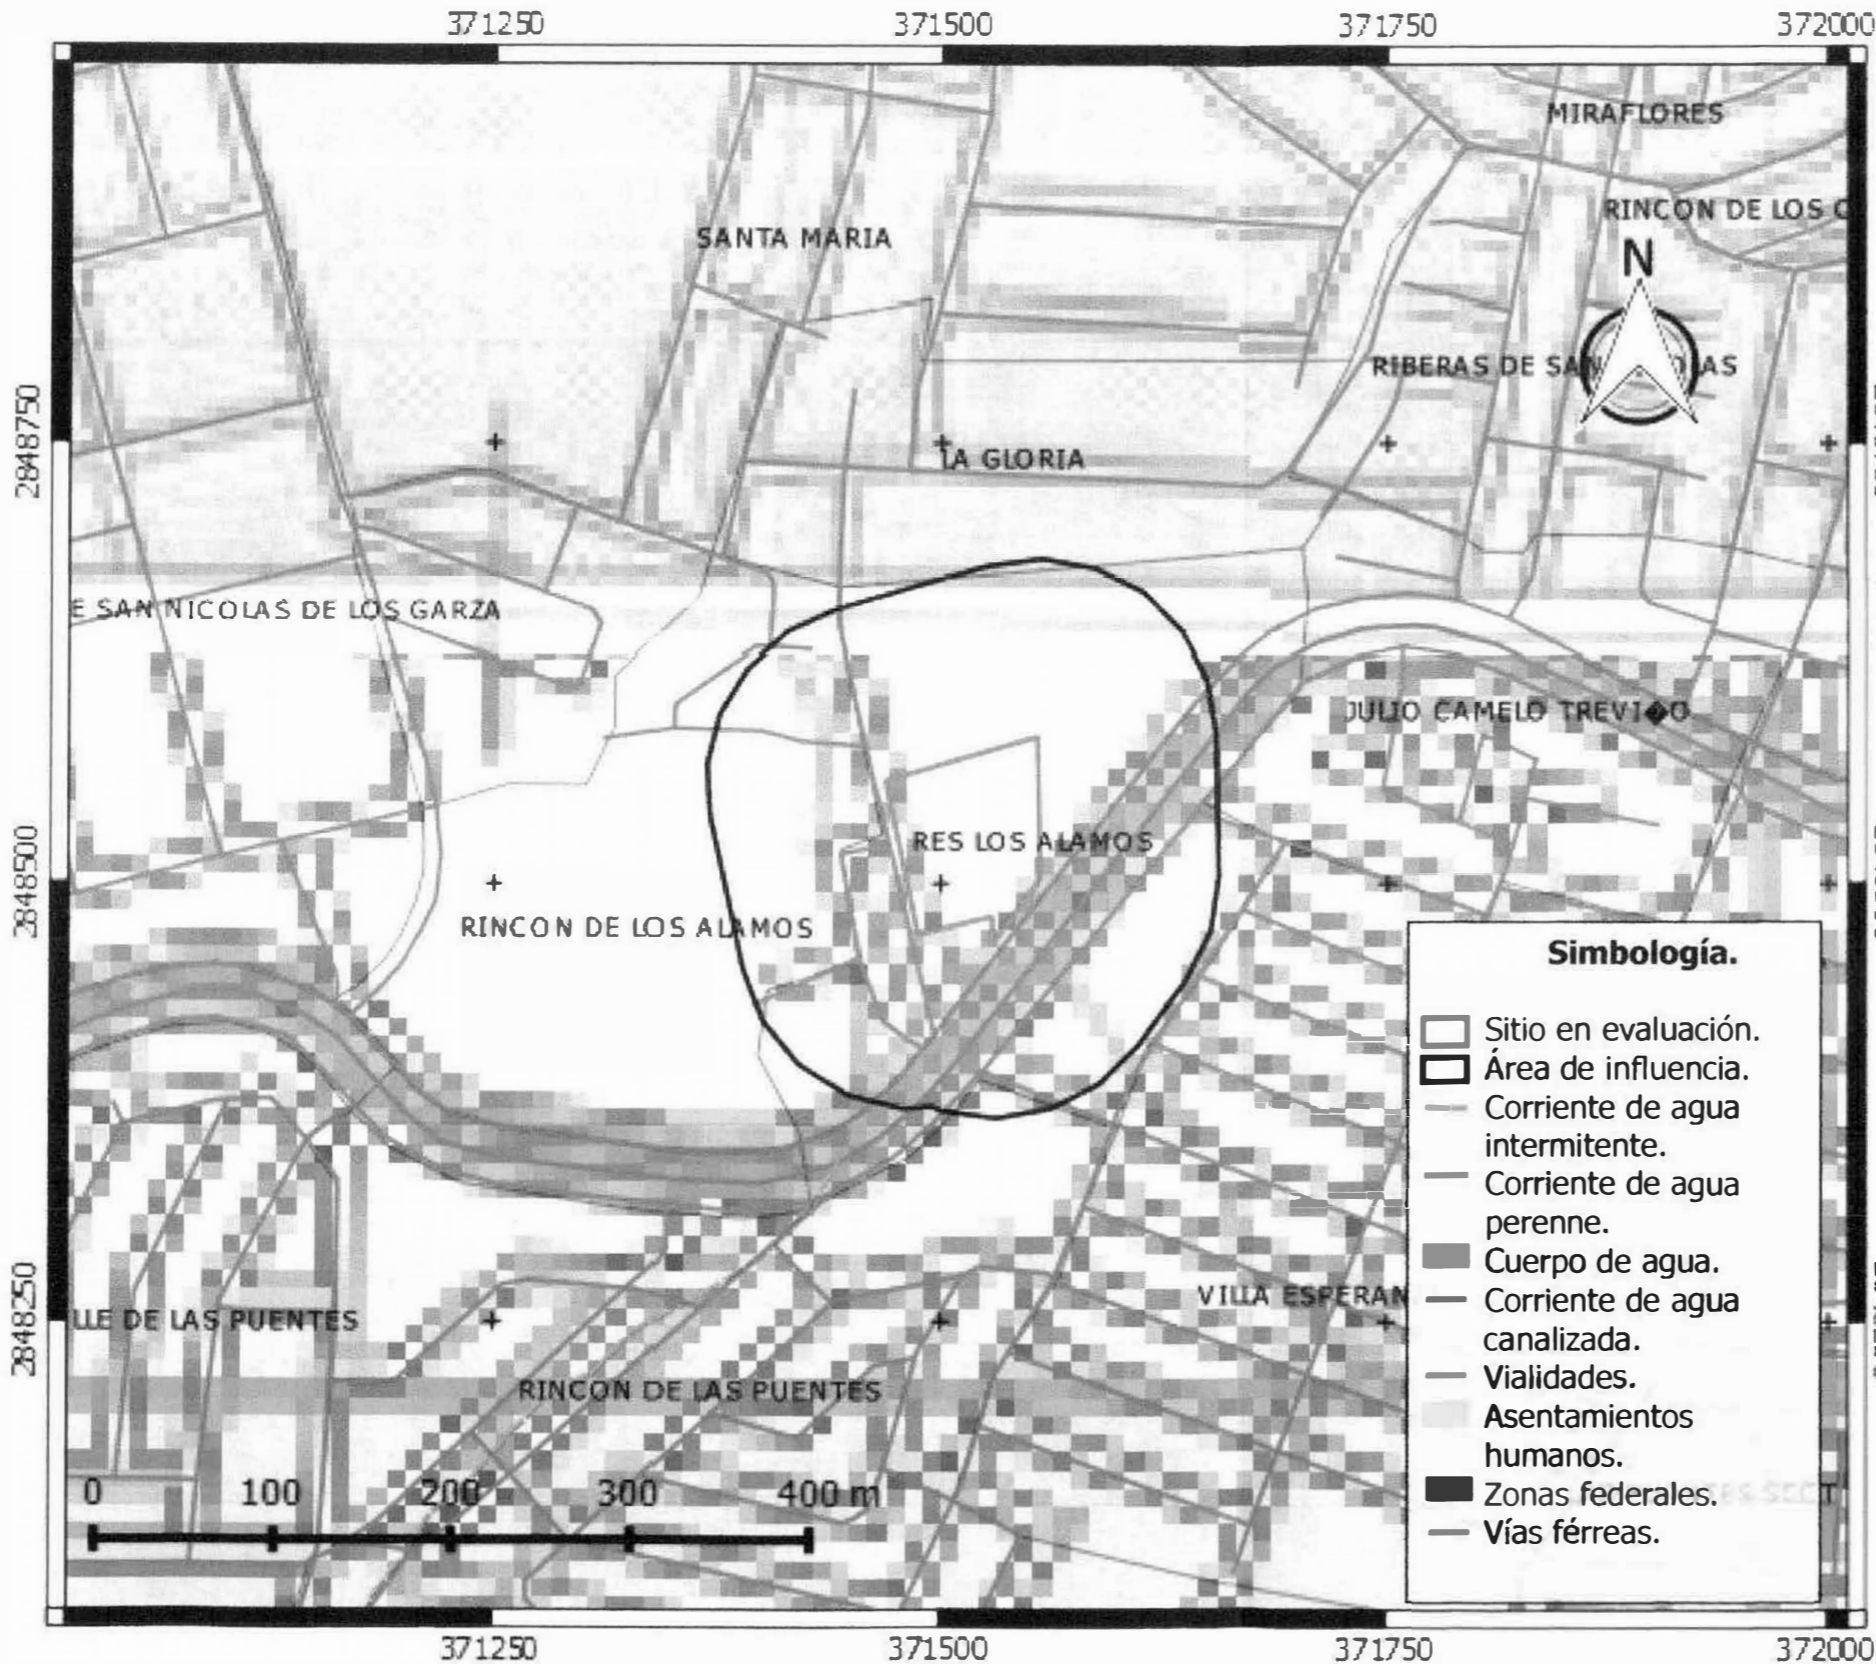 371250 371500 371750 372000
MIRAFLORES
RINCON DE LOS C
SANTA MARIA
N
RIBERAS DE SAN OLAS
2848750
LA GLORIA
E SAN NICOLAS DE LOS GARZA
JULIO CAMELO TREVI�O
RES LOS ALAMOS
2848500
RINCON DE LOS ALAMOS
Simbología.
Sitio en evaluación.
Área de influencia.
Corriente de agua
intermitente.
Corriente de agua
perenne.
Cuerpo de agua.
Corriente de agua
canalizada.
Vialidades.
Asentamientos
humanos.
Zonas federales.
Vías férreas.
VILLA ESPERAN
2848250
LLE DE LAS PUENTES
RINCON DE LAS PUENTES
0 100 200 300 400 m
371250 371500 371750 372000